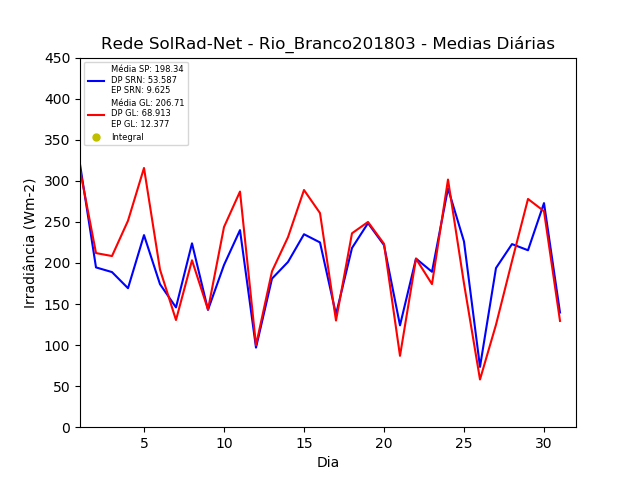 Rede SolRad-Net - Rio_Branco201803 - Medias Diárias
450
400
350
300
250
200
150
100
50
0
Irradiância (Wm-2)
Média SP: 198.34
DP SRN: 53.587
EP SRN: 9.625
Média GL: 206.71
DP GL: 68.913
EP GL: 12.377
Integral
5 10 15 20 25 30
Dia